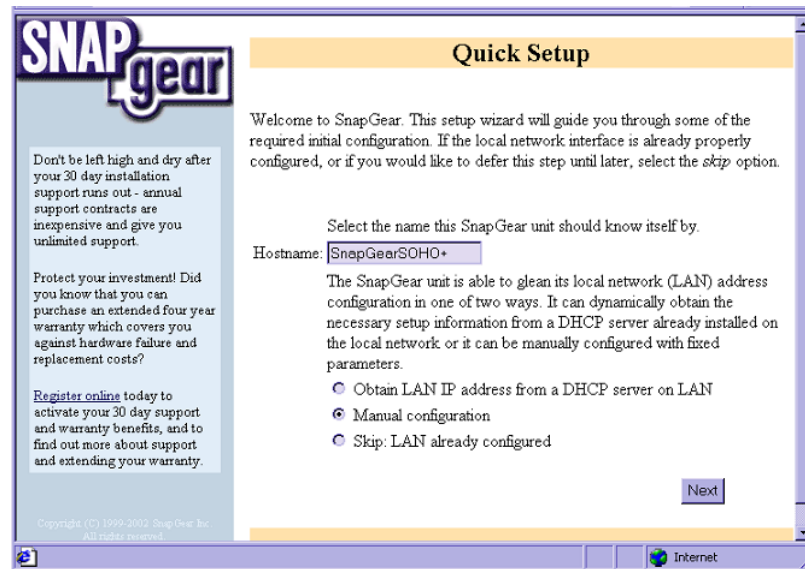 SNAP
gear
Quick Setup
Welcome to SnapGear. This setup wizard will guide you through some of the
required initial configuration. If the local network interface is already properly
configured, or if you would like to defer this step until later, select the skip option.
Select the name this SnapGear unit should know itself by.
Hostname: SnapGearSOHO+
The SnapGear unit is able to glean its local network (LAN) address
configuration in one of two ways. It can dynamically obtain the
necessary setup information from a DHCP server already installed on
the local network or it can be manually configured with fixed
parameters.
Obtain LAN IP address from a DHCP server on LAN
Manual configuration
Skip: LAN already configured
Next
Don't be left high and dry after
your 30 day installation
support runs out - annual
support contracts are
inexpensive and give you
unlimited support.
Protect your investment! Did
you know that you can
purchase an extended four year
warranty which covers you
against hardware failure and
replacement costs?
Register online today to
activate your 30 day support
and warranty benefits, and to
find out more about support
and extending your warranty.
Copyright (C) 1999-2002 SnapGear Inc
All rights reserved.
Internet